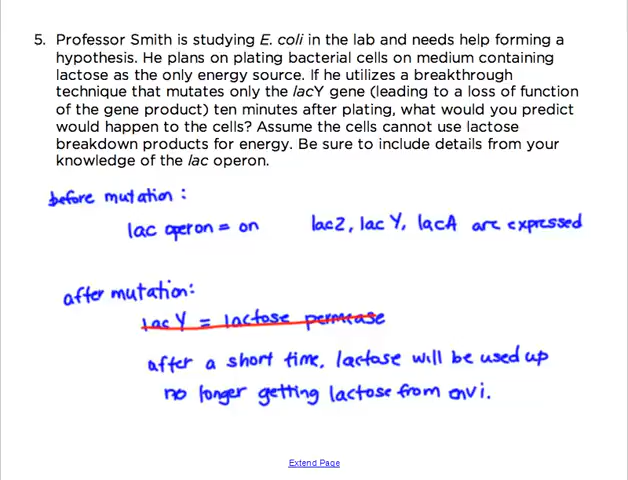 5. Professor Smith is studying E. coli in the lab and needs help forming a
hypothesis. He plans on plating bacterial cells on medium containing
lactose as the only energy source. If he utilizes a breakthrough
technique that mutates only the lacY gene (leading to a loss of function
of the gene product) ten minutes after plating, what would you predict
would happen to the cells? Assume the cells cannot use lactose
breakdown products for energy. Be sure to include details from your
knowledge of the lac operon.
before mutation:
lac operon = on lacZ, lac Y, lacA are expressed
after mutation:
lac Y = lactose permease
after a short time, lactose will be used up
no longer getting lactose from envi.
Extend Page